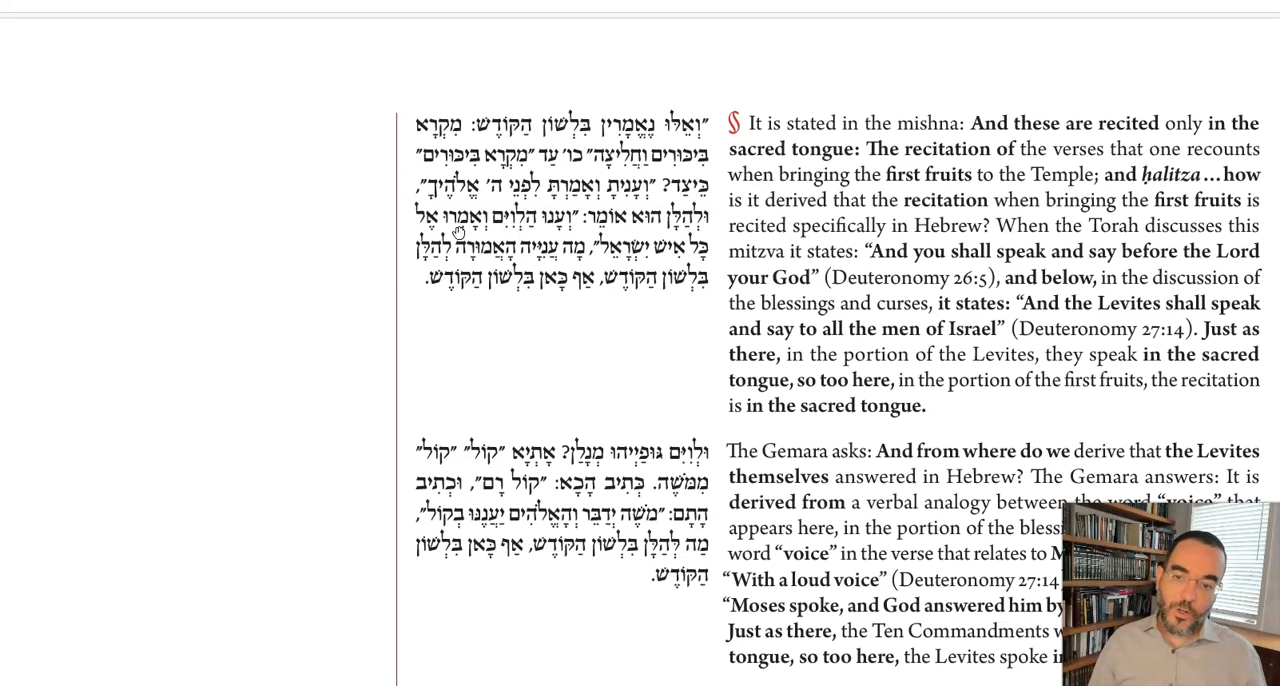 ״וְאֵלּוּ נֶאֱמָרִין בִּלְשׁוֹן הַקּוֹדֶשׁ: מִקְרָא
בִּיכּוּרִים וַחֲלִיצָה״ כו׳ עַד ״מִקְרָא בִּיכּוּרִים״
כֵּיצַד? ״וְעָנִיתָ וְאָמַרְתָּ לִפְנֵי ה׳ אֱלֹהֶיךָ״,
וּלְהַלָּן הוּא אוֹמֵר: ״וְעָנוּ הַלְוִיִּם וְאָמְרוּ אֶל
כׇּל אִישׁ יִשְׂרָאֵל״, מָה עֲנִיָּיה הָאֲמוּרָה לְהַלָּן
בִּלְשׁוֹן הַקּוֹדֶשׁ, אַף כָּאן בִּלְשׁוֹן הַקּוֹדֶשׁ.
§ It is stated in the mishna: And these are recited only in the
sacred tongue: The recitation of the verses that one recounts
when bringing the first fruits to the Temple; and ḥalitza… how
is it derived that the recitation when bringing the first fruits is
recited specifically in Hebrew? When the Torah discusses this
mitzva it states: “And you shall speak and say before the Lord
your God” (Deuteronomy 26:5), and below, in the discussion of
the blessings and curses, it states: “And the Levites shall speak
and say to all the men of Israel” (Deuteronomy 27:14). Just as
there, in the portion of the Levites, they speak in the sacred
tongue, so too here, in the portion of the first fruits, the recitation
is in the sacred tongue.
וּלְוִיִּם גּוּפַיְיהוּ מְנָלַן? אָתְיָא ״קוֹל״ ״קוֹל״
מִמֹּשֶׁה. כְּתִיב הָכָא: ״קוֹל רָם״, וּכְתִיב
הָתָם: ״מֹשֶׁה יְדַבֵּר וְהָאֱלֹהִים יַעֲנֶנּוּ בְקוֹל״,
מַה לְּהַלָּן בִּלְשׁוֹן הַקּוֹדֶשׁ, אַף כָּאן בִּלְשׁוֹן
הַקּוֹדֶשׁ.
The Gemara asks: And from where do we derive that the Levites
themselves answered in Hebrew? The Gemara answers: It is
derived from a verbal analogy between the word “voice” that
appears here, in the portion of the
word “voice” in the verse that relates to
“With a loud voice” (Deuteronomy 27:14
“Moses spoke, and God answered him by
Just as there, the Ten Commandments
tongue, so too here, the Levites spoke